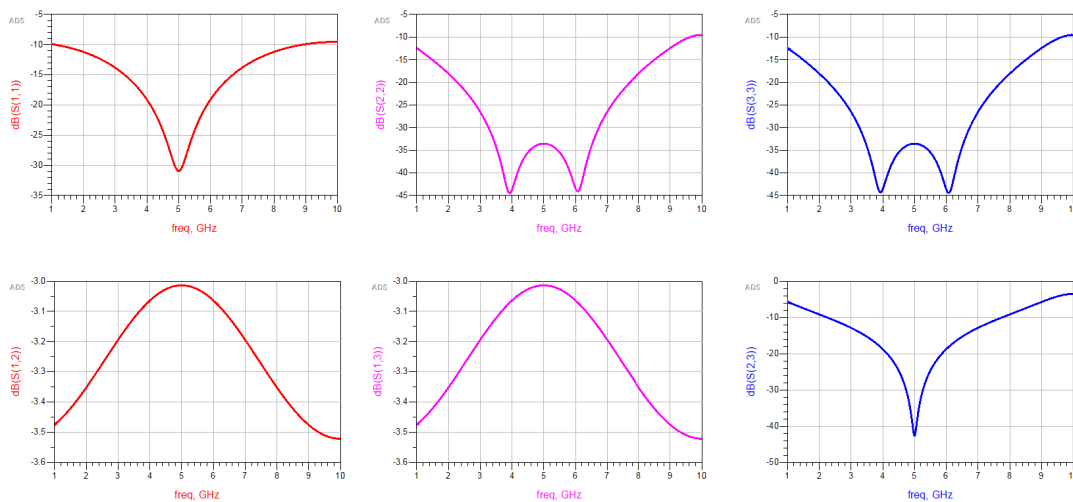 ADS
dB(S(1,1))
-5
-10
-15
-20
-25
-30
-35
1 2 3 4 5 6 7 8 9 10
freq, GHz
ADS
dB(S(2,2))
-5
-10
-15
-20
-25
-30
-35
-40
-45
1 2 3 4 5 6 7 8 9 10
freq, GHz
ADS
dB(S(3,3))
-5
-10
-15
-20
-25
-30
-35
-40
-45
1 2 3 4 5 6 7 8 9 10
freq, GHz
ADS
dB(S(1,2))
-3.0
-3.1
-3.2
-3.3
-3.4
-3.5
-3.6
1 2 3 4 5 6 7 8 9 10
freq, GHz
ADS
dB(S(1,3))
-3.0
-3.1
-3.2
-3.3
-3.4
-3.5
-3.6
1 2 3 4 5 6 7 8 9 10
freq, GHz
ADS
dB(S(2,3))
0
-10
-20
-30
-40
-50
1 2 3 4 5 6 7 8 9 10
freq, GHz